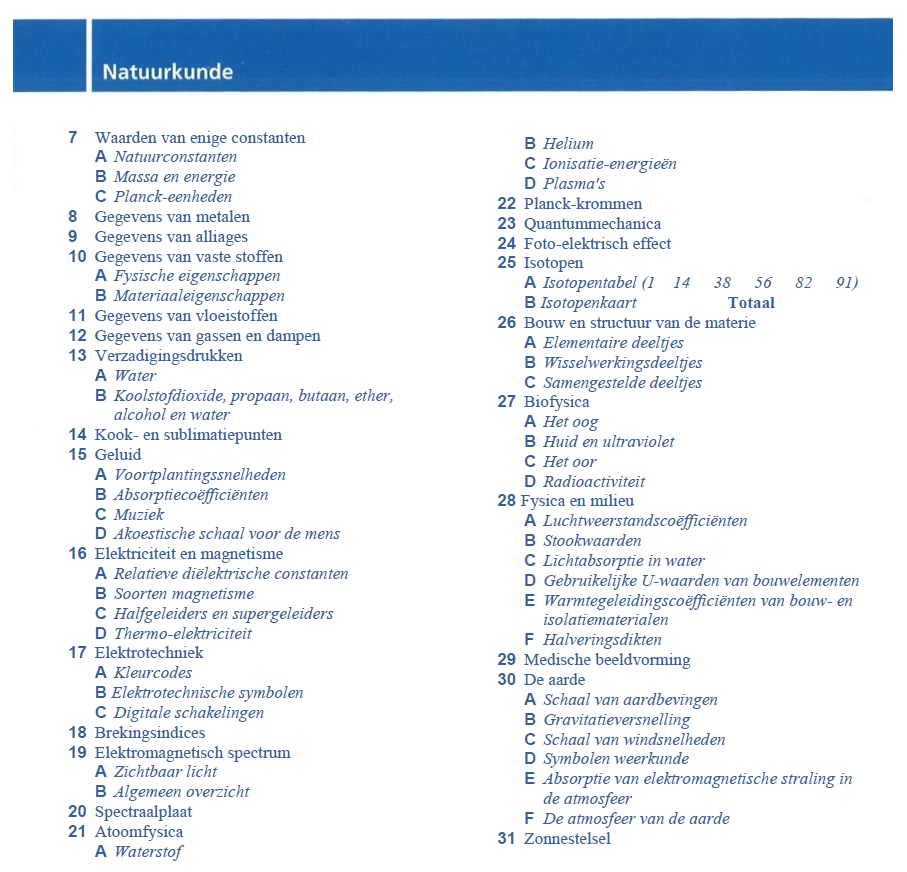 Natuurkunde
7 Waarden van enige constanten
A Natuurconstanten
B Massa en energie
C Planck-eenheden
8 Gegevens van metalen
9 Gegevens van alliages
10 Gegevens van vaste stoffen
A Fysische eigenschappen
B Materiaaleigenschappen
11 Gegevens van vloeistoffen
12 Gegevens van gassen en dampen
13 Verzadigingsdrukken
A Water
B Koolstofdioxide, propaan, butaan, ether,
alcohol en water
14 Kook- en sublimatiepunten
15 Geluid
A Voortplantingssnelheden
B Absorptiecoëfficiënten
C Muziek
D Akoestische schaal voor de mens
16 Elektriciteit en magnetisme
A Relatieve diëlektrische constanten
B Soorten magnetisme
C Halfgeleiders en supergeleiders
D Thermo-elektriciteit
17 Elektrotechniek
A Kleurcodes
B Elektrotechnische symbolen
C Digitale schakelingen
18 Brekingsindices
19 Elektromagnetisch spectrum
A Zichtbaar licht
B Algemeen overzicht
20 Spectraalplaat
21 Atoomfysica
A Waterstof
B Helium
C Ionisatie-energieën
D Plasma's
22 Planck-krommen
23 Quantummechanica
24 Foto-elektrisch effect
25 Isotopen
A Isotopentabel (1 14 38 56 82 91)
B Isotopenkaart Totaal
26 Bouw en structuur van de materie
A Elementaire deeltjes
B Wisselwerkingsdeeltjes
C Samengestelde deeltjes
27 Biofysica
A Het oog
B Huid en ultraviolet
C Het oor
D Radioactiviteit
28 Fysica en milieu
A Luchtweerstandscoëfficiënten
B Stookwaarden
C Lichtabsorptie in water
D Gebruikelijke U-waarden van bouwelementen
E Warmtegeleidingscoëfficiënten van bouw- en
isolatiematerialen
F Halveringsdikten
29 Medische beeldvorming
30 De aarde
A Schaal van aardbevingen
B Gravitatieversnelling
C Schaal van windsnelheden
D Symbolen weerkunde
E Absorptie van elektromagnetische straling in
de atmosfeer
F De atmosfeer van de aarde
31 Zonnestelsel